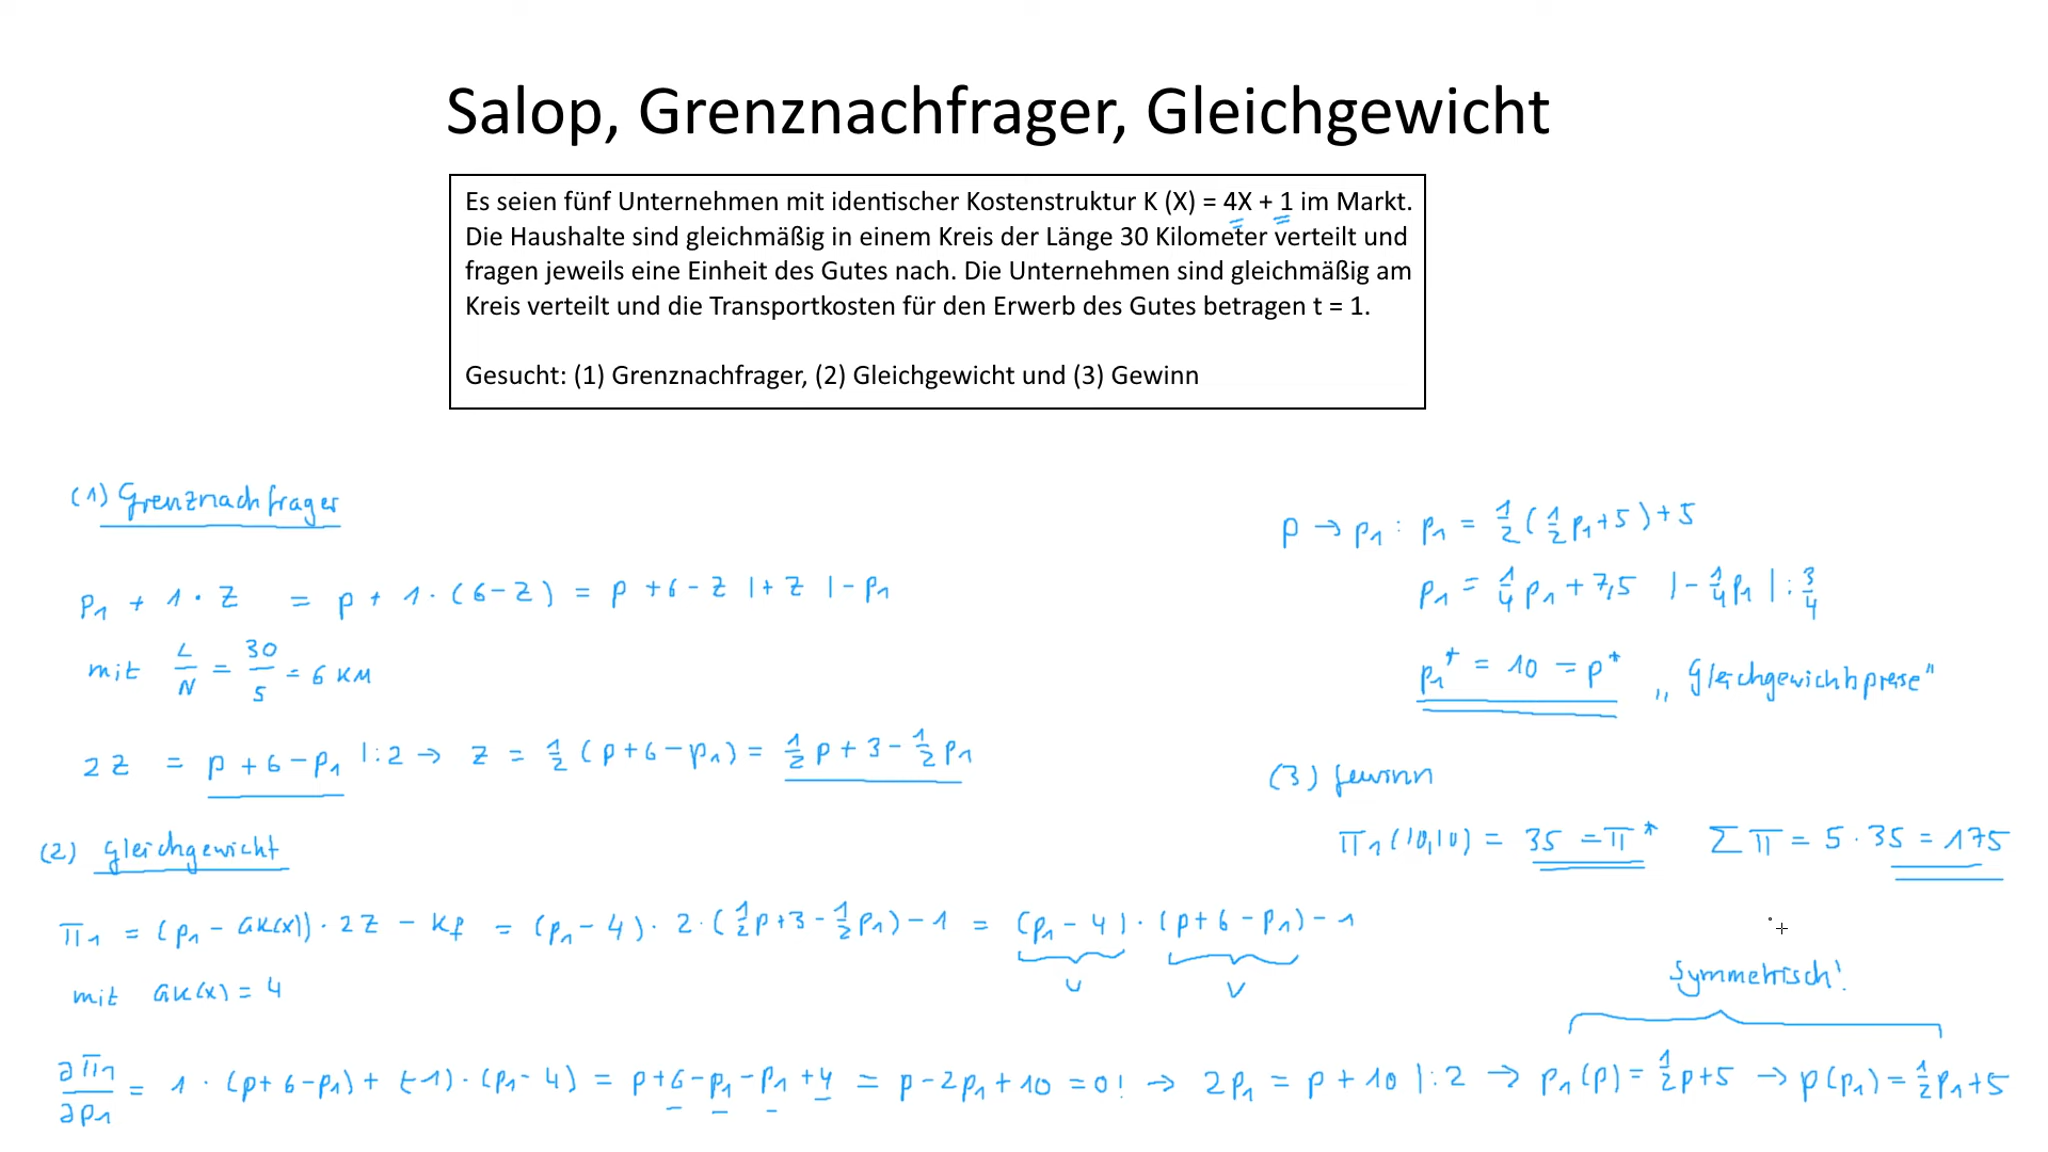 Salop, Grenznachfrager, Gleichgewicht
Es seien fünf Unternehmen mit identischer Kostenstruktur K (X) = 4X + 1 im Markt.
Die Haushalte sind gleichmäßig in einem Kreis der Länge 30 Kilometer verteilt und
fragen jeweils eine Einheit des Gutes nach. Die Unternehmen sind gleichmäßig am
Kreis verteilt und die Transportkosten für den Erwerb des Gutes betragen t = 1.
Gesucht: (1) Grenznachfrager, (2) Gleichgewicht und (3) Gewinn
(1) Grenznachfrager
p₁ + 1 · z = p + 1 · (6 - z) = p + 6 - z |+ z |- p₁
mit L/N = 30/5 = 6 KM
2z = p + 6 - p₁ |:2 → z = 1/2 (p + 6 - p₁) = 1/2 p + 3 - 1/2 p₁
(2) Gleichgewicht
π₁ = (p₁ - GK(x)) · 2z - Kf = (p₁ - 4) · 2 · (1/2 p + 3 - 1/2 p₁) - 1 = (p₁ - 4) · (p + 6 - p₁) - 1
u v
mit GK(x) = 4
∂π₁/∂p₁ = 1 · (p + 6 - p₁) + (-1) · (p₁ - 4) = p + 6 - p₁ - p₁ + 4 = p - 2p₁ + 10 = 0! → 2p₁ = p + 10 |:2 → p₁(p) = 1/2 p + 5 → p(p₁) = 1/2 p₁ + 5
Symmetrisch!
p → p₁ : p₁ = 1/2 (1/2 p₁ + 5) + 5
p₁ = 1/4 p₁ + 7,5 |- 1/4 p₁ |: 3/4
p₁* = 10 = p* „Gleichgewichtspreise"
(3) Gewinn
π₁(10,10) = 35 = π* Σ π = 5 · 35 = 175